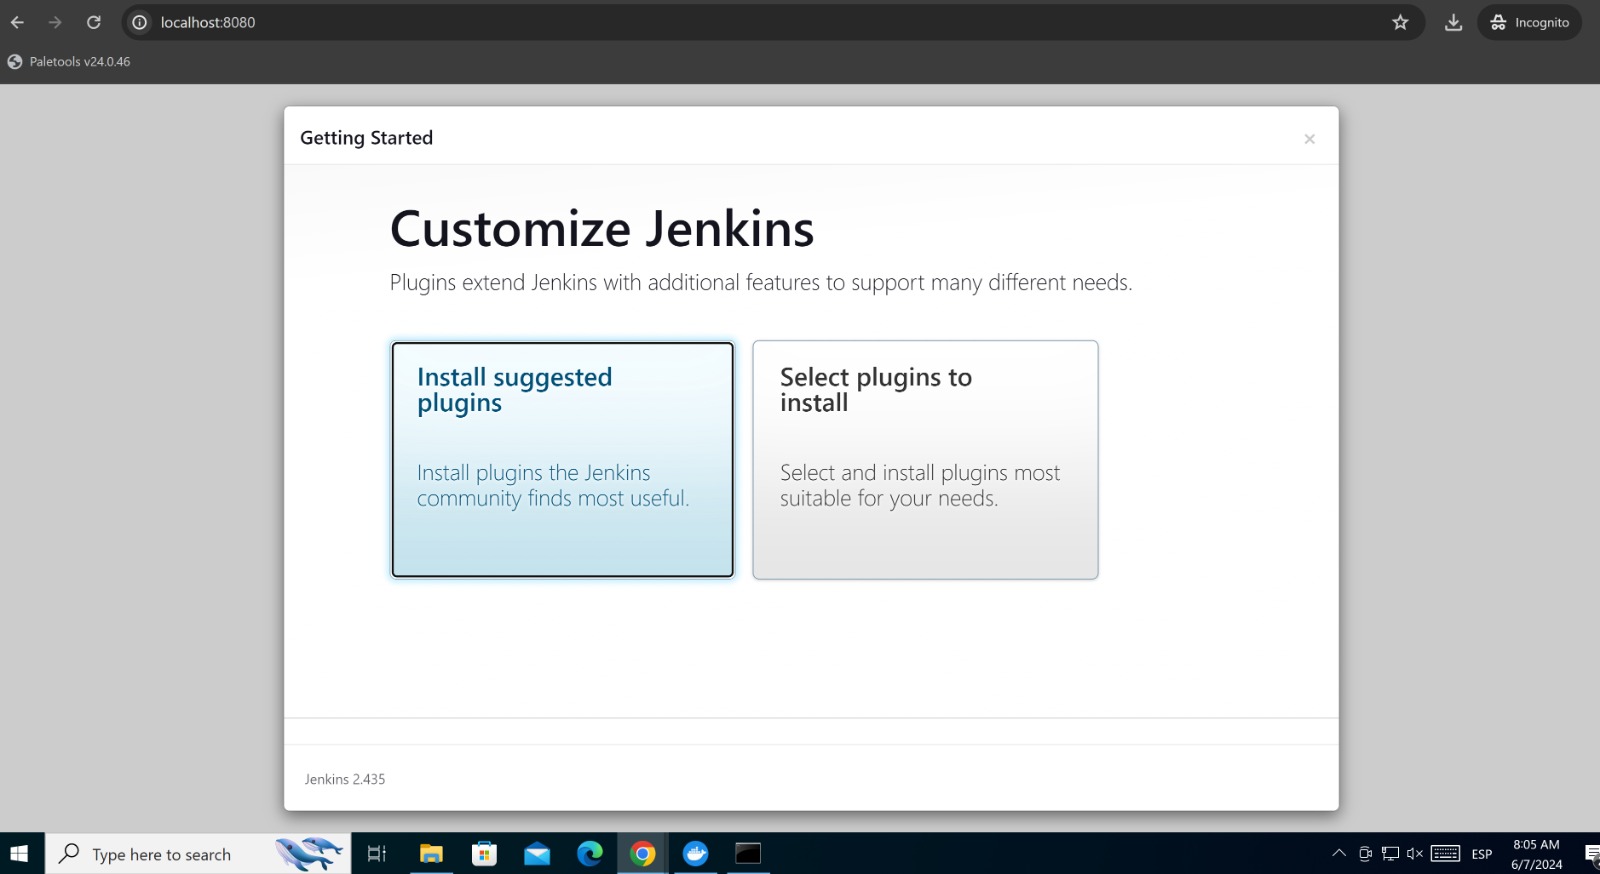 localhost:8080
Incognito
Paletools v24.0.46
Getting Started
×
Customize Jenkins
Plugins extend Jenkins with additional features to support many different needs.
Install suggested
plugins
Install plugins the Jenkins
community finds most useful.
Select plugins to
install
Select and install plugins most
suitable for your needs.
Jenkins 2.435
Type here to search
ESP
8:05 AM
6/7/2024